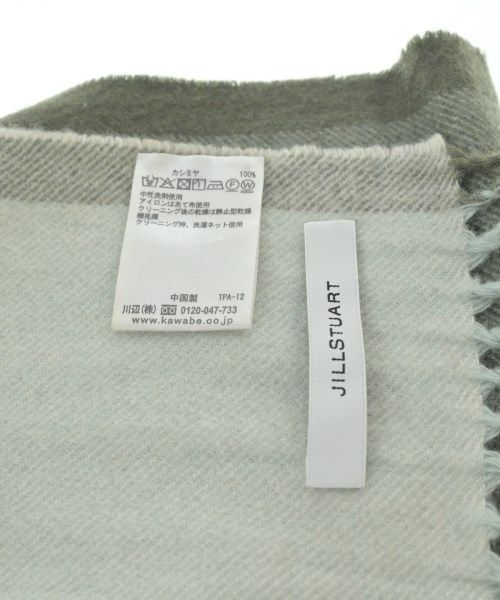 カシミヤ 100%
中性洗剤使用
アイロンはあて布使用
クリーニング後の乾燥は静止型乾燥
機推奨
クリーニング時、洗濯ネット使用
中国製 TPA-12
川辺(株) 0120-047-733
www.kawabe.co.jp
JILLSTUART